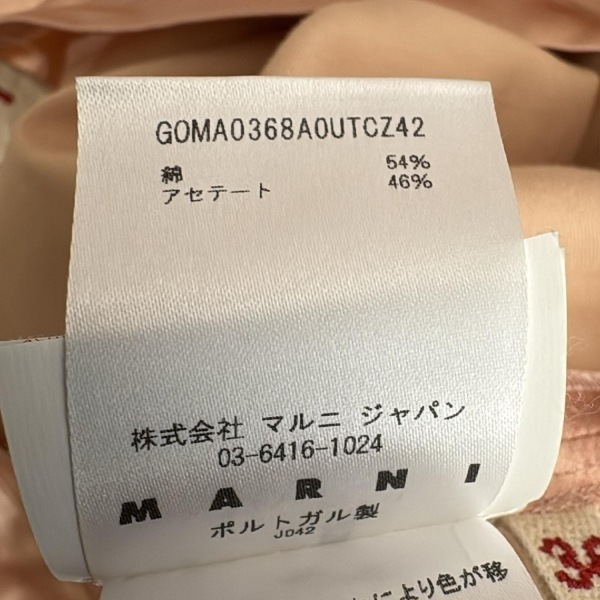 GOMA0368A0UTCZ42
綿 54%
アセテート 46%
株式会社 マルニ ジャパン
03-6416-1024
MARNI
ポルトガル製
J042
により色が移